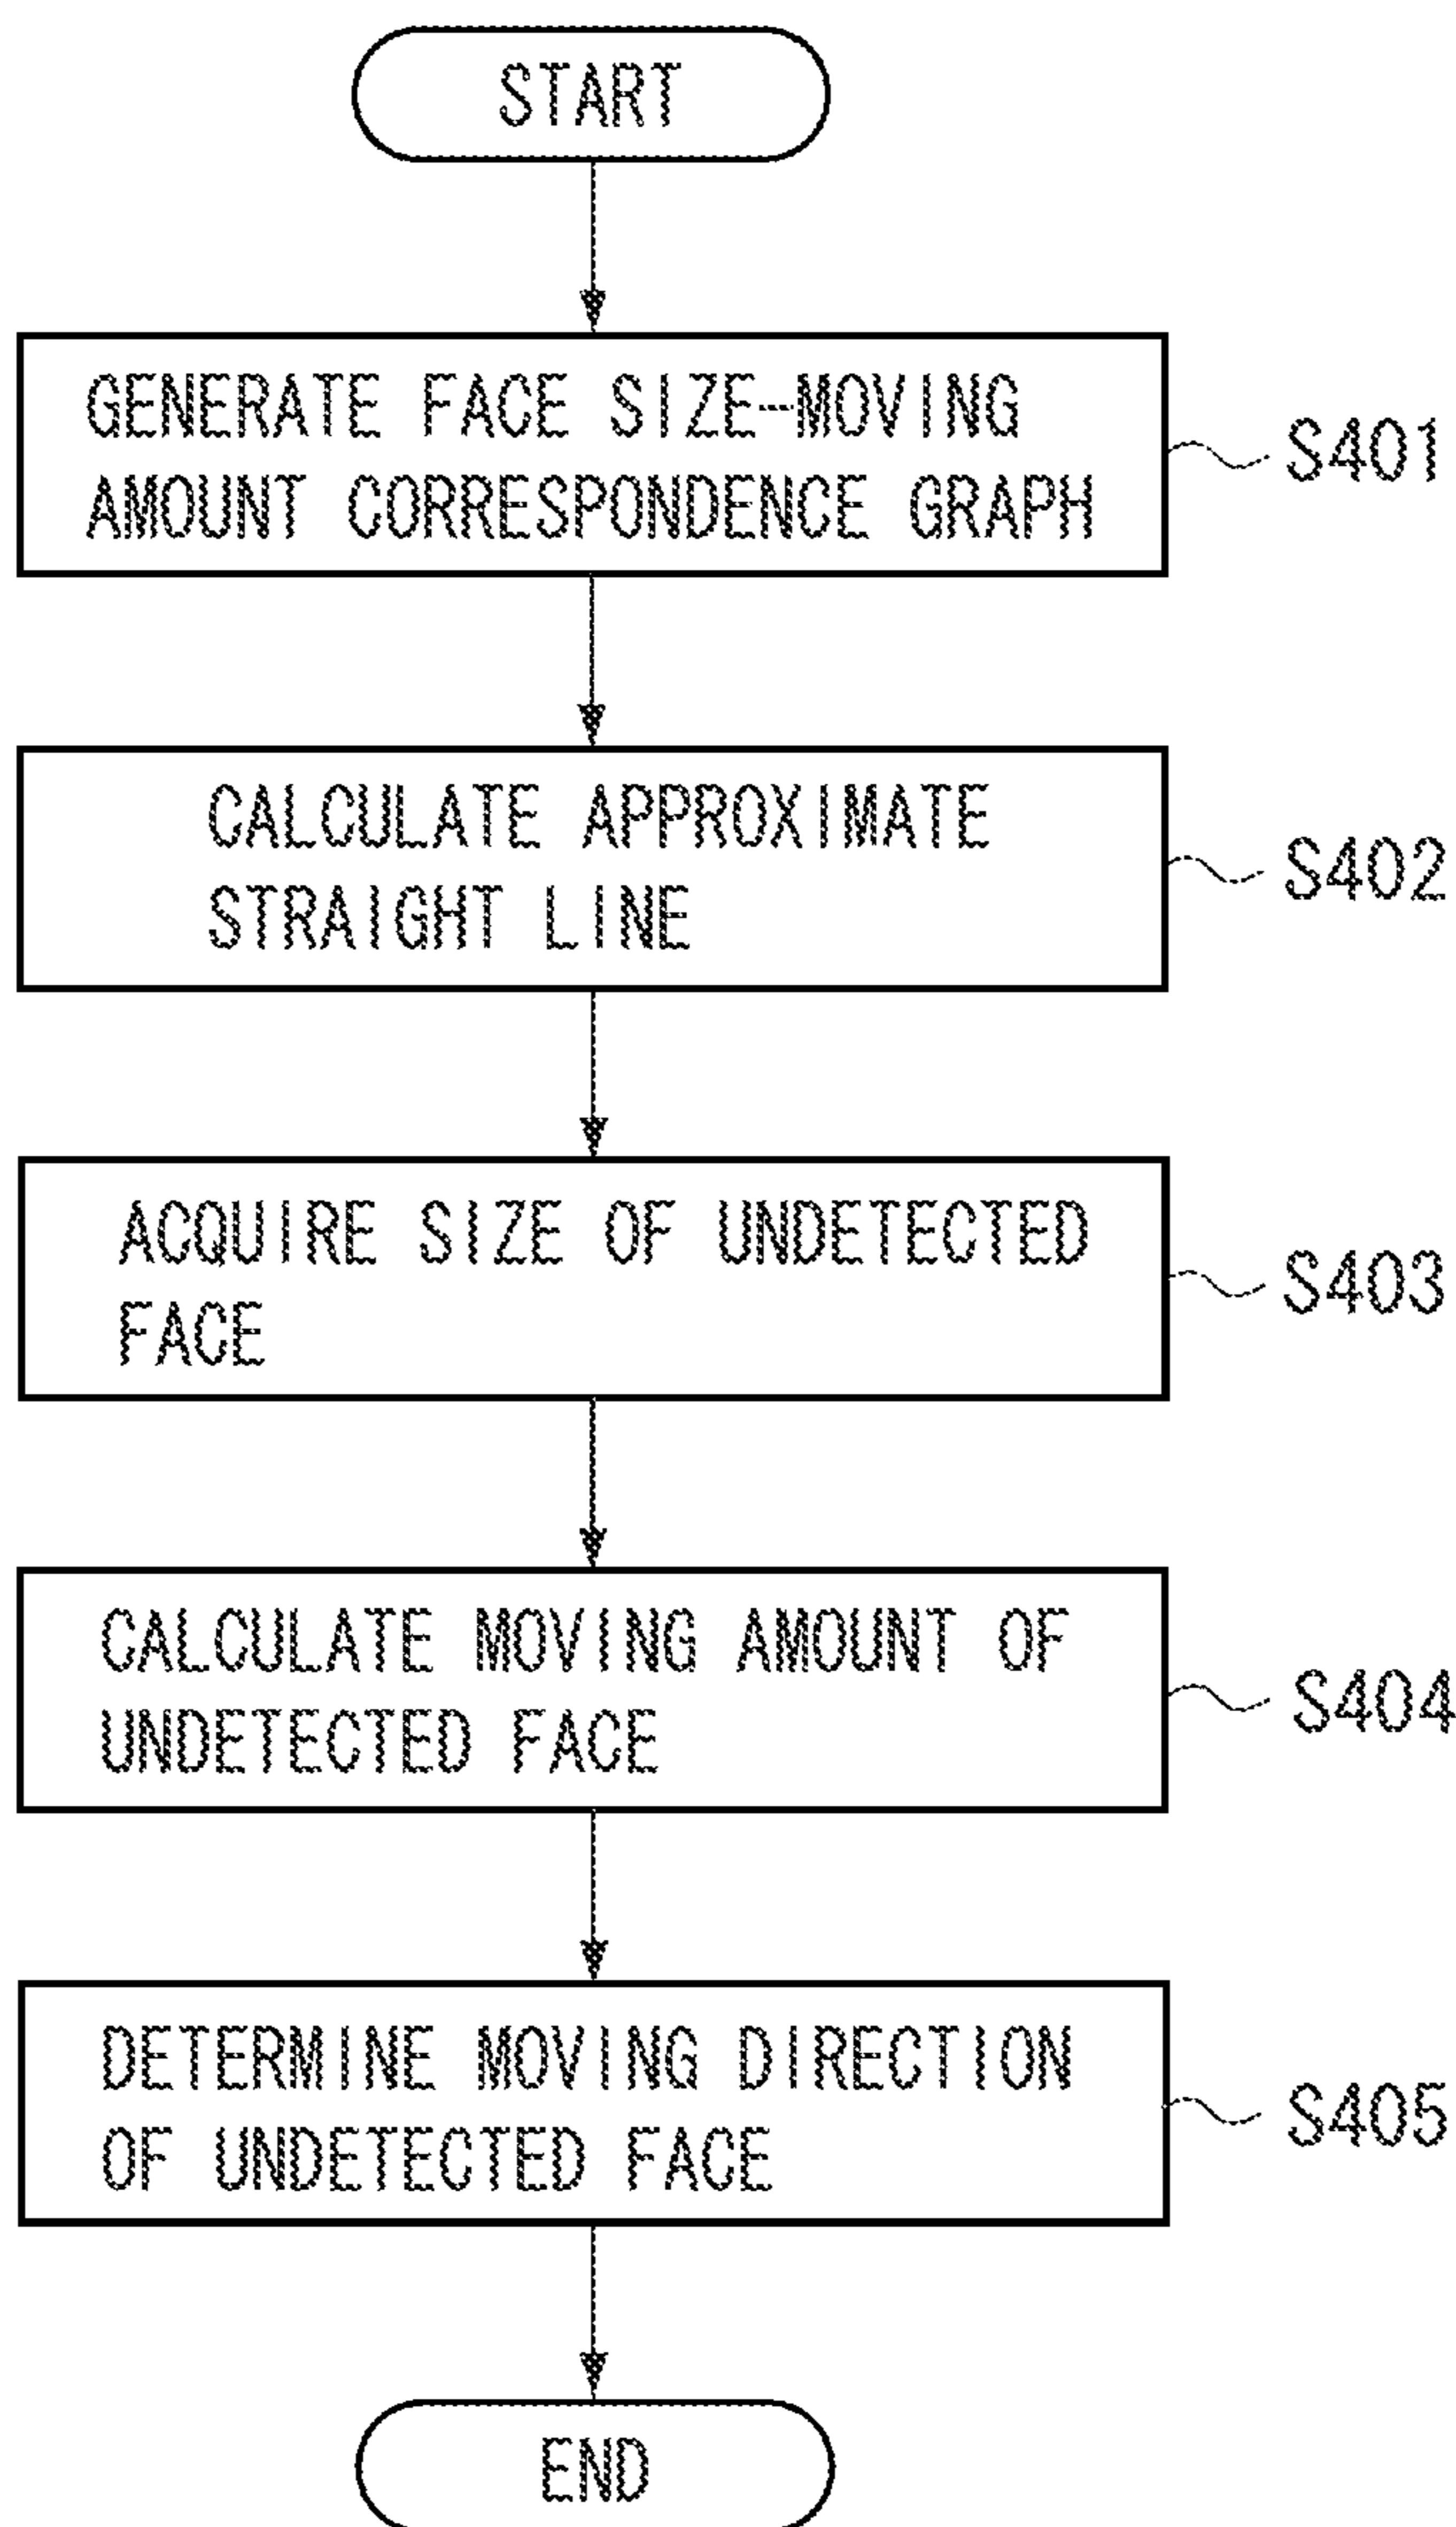 START
GENERATE FACE SIZE-MOVING
AMOUNT CORRESPONDENCE GRAPH
S401
CALCULATE APPROXIMATE
STRAIGHT LINE
S402
ACQUIRE SIZE OF UNDETECTED
FACE
S403
CALCULATE MOVING AMOUNT OF
UNDETECTED FACE
S404
DETERMINE MOVING DIRECTION
OF UNDETECTED FACE
S405
END